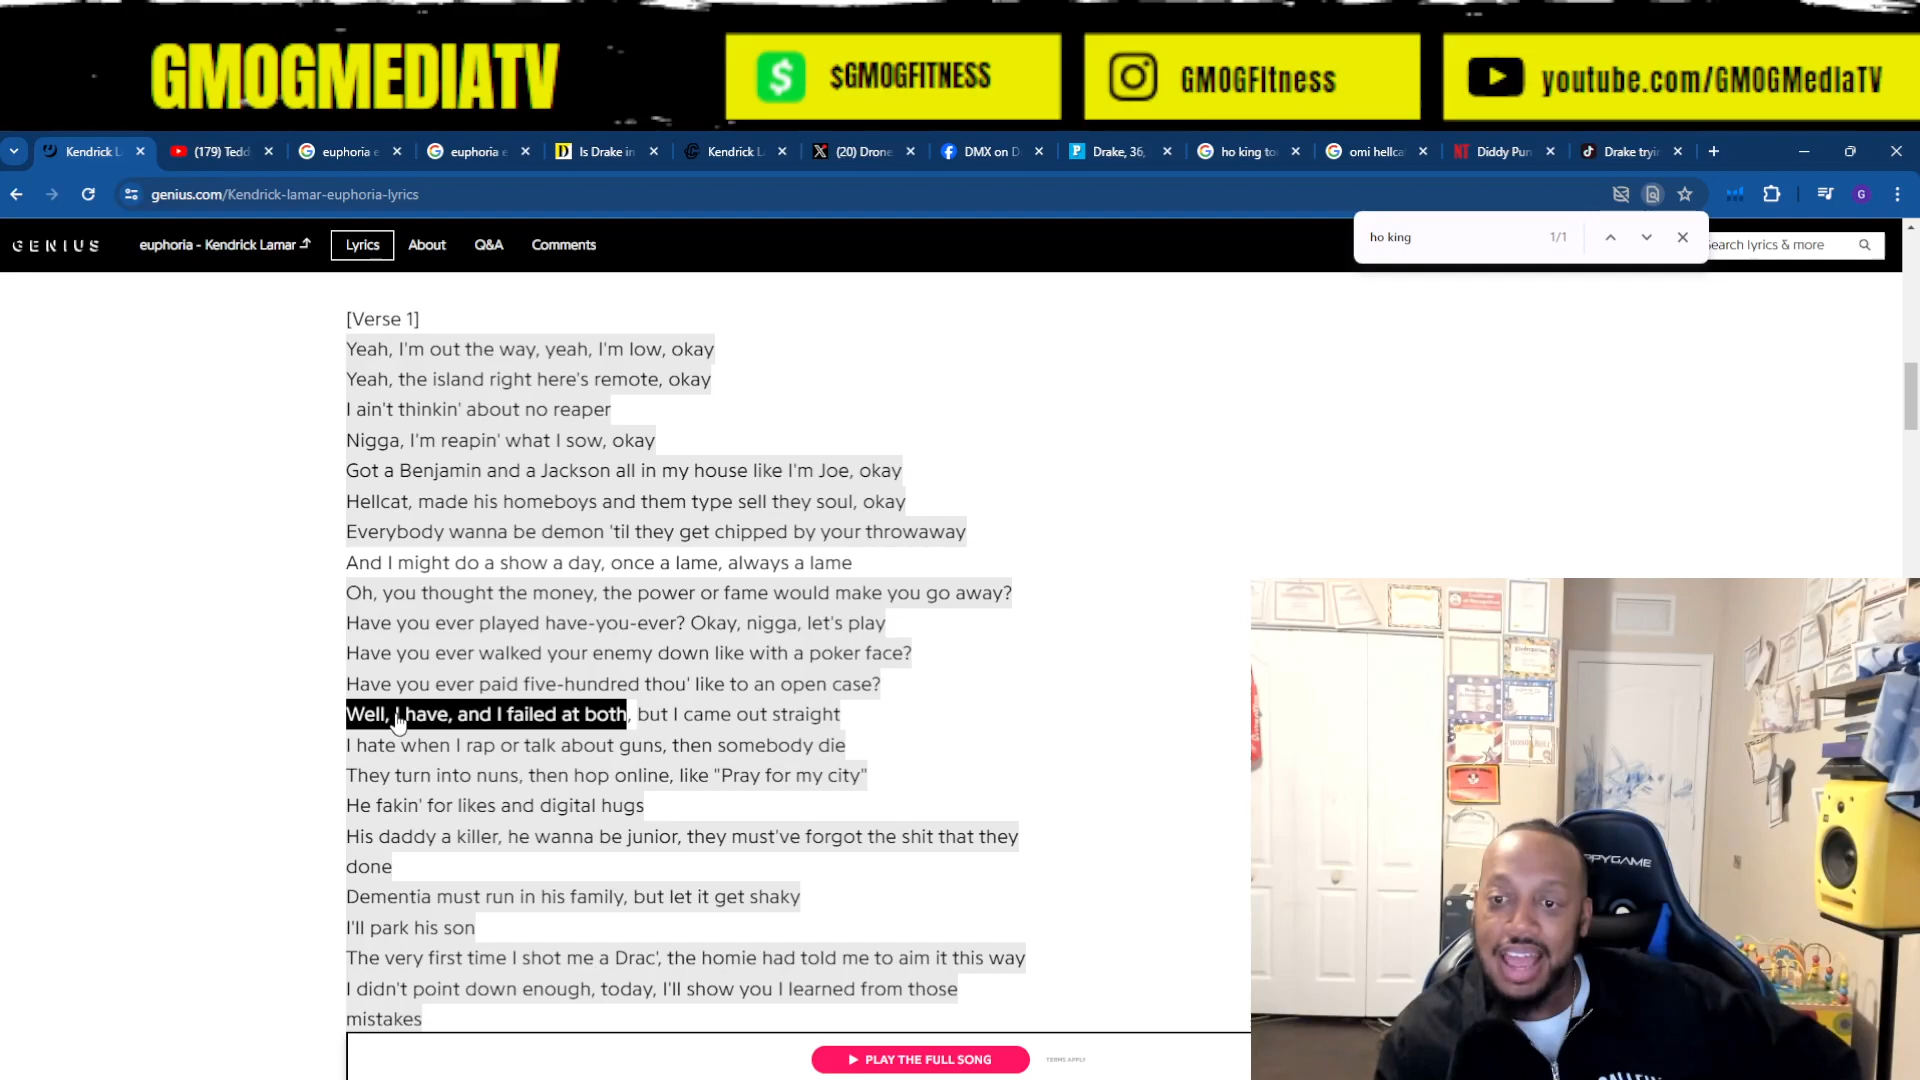 GMOGMEDIATV
$GMOGFITNESS
GMOGFitness
youtube.com/GMOGMediaTV
Kendrick L
(179) Tedd
euphoria e
euphoria e
Is Drake in
Kendrick L
(20) Drone
DMX on D
Drake, 36,
ho king to
omi hellca
Diddy Pun
Drake tryi
genius.com/Kendrick-lamar-euphoria-lyrics
G
ho king
1/1
GENIUS
euphoria - Kendrick Lamar
Lyrics
About
Q&A
Comments
earch lyrics & more
[Verse 1]
Yeah, I'm out the way, yeah, I'm low, okay
Yeah, the island right here's remote, okay
I ain't thinkin' about no reaper
Nigga, I'm reapin' what I sow, okay
Got a Benjamin and a Jackson all in my house like I'm Joe, okay
Hellcat, made his homeboys and them type sell they soul, okay
Everybody wanna be demon 'til they get chipped by your throwaway
And I might do a show a day, once a lame, always a lame
Oh, you thought the money, the power or fame would make you go away?
Have you ever played have-you-ever? Okay, nigga, let's play
Have you ever walked your enemy down like with a poker face?
Have you ever paid five-hundred thou' like to an open case?
Well, I have, and I failed at both, but I came out straight
I hate when I rap or talk about guns, then somebody die
They turn into nuns, then hop online, like "Pray for my city"
He fakin' for likes and digital hugs
His daddy a killer, he wanna be junior, they must've forgot the shit that they
done
Dementia must run in his family, but let it get shaky
I'll park his son
The very first time I shot me a Drac', the homie had told me to aim it this way
I didn't point down enough, today, I'll show you I learned from those
mistakes
PLAY THE FULL SONG
TERMS APPLY